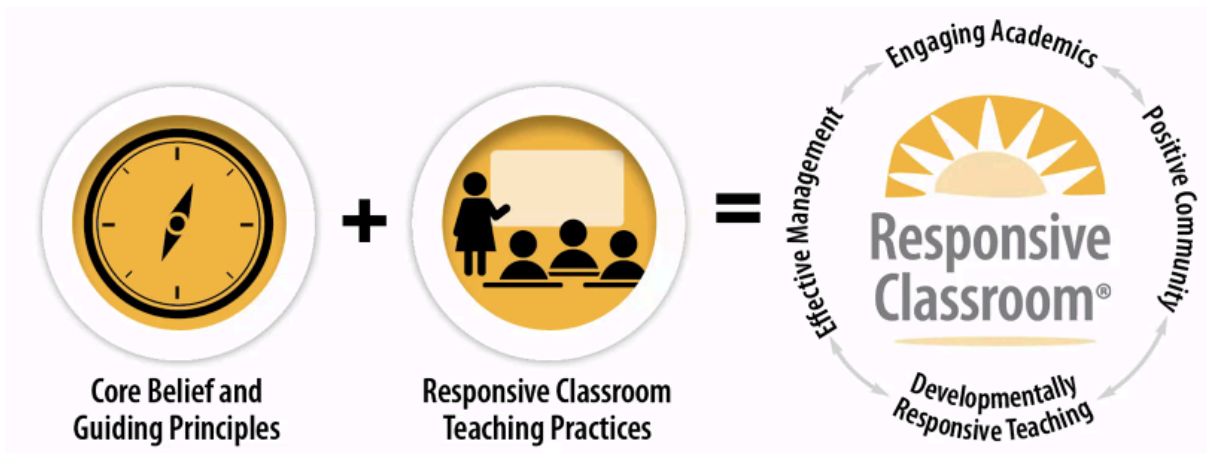 Core Belief and
Guiding Principles
+
Responsive Classroom
Teaching Practices
=
Engaging Academics
Positive Community
Developmentally
Responsive Teaching
Effective Management
Responsive
Classroom®